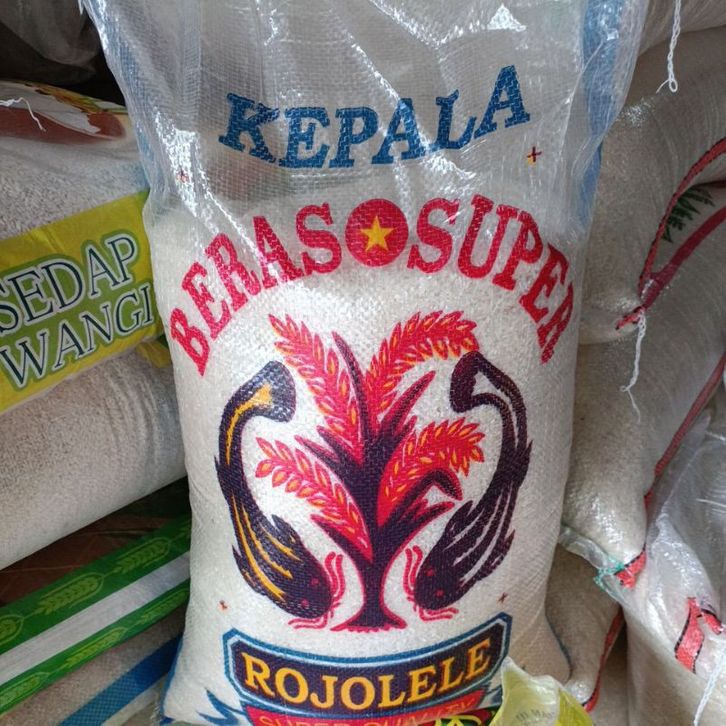 KEPALA
BERAS SUPER
SEDAP
WANGI
ROJOLELE